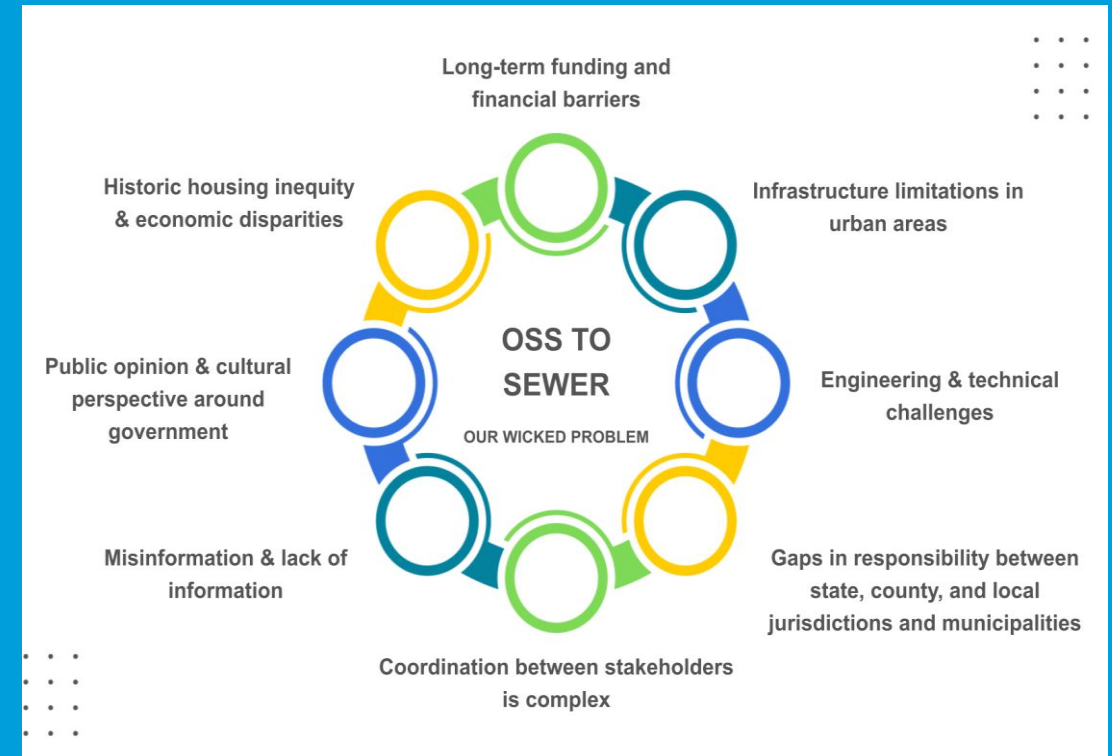 Long-term funding and
financial barriers
Infrastructure limitations in
urban areas
Engineering & technical
challenges
Gaps in responsibility between
state, county, and local
jurisdictions and municipalities
Coordination between stakeholders
is complex
Misinformation & lack of
information
Public opinion & cultural
perspective around
government
Historic housing inequity
& economic disparities
OSS TO
SEWER
OUR WICKED PROBLEM